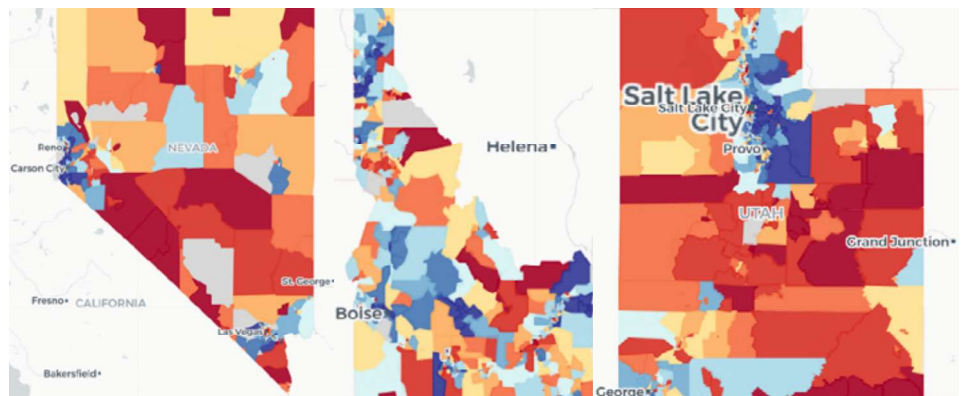 Reno
NEVADA
Carson City
St. George
Fresno
CALIFORNIA
Las Vegas
Bakersfield
Helena
Boise
Salt Lake
City
Salt Lake City
Provo
UTAH
Grand Junction
George